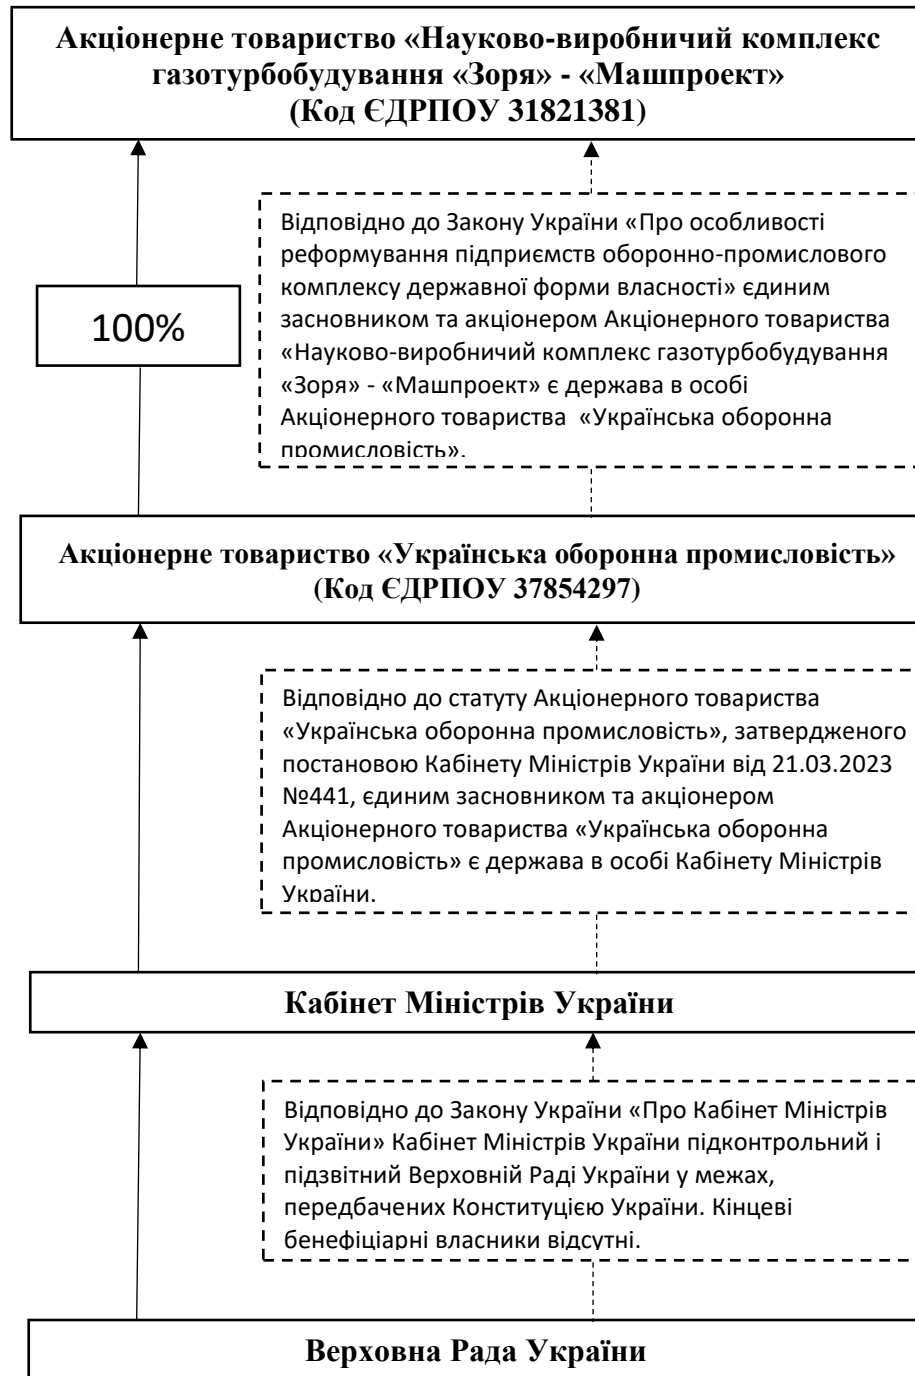 Акціонерне товариство «Науково-виробничий комплекс
газотурбобудування «Зоря» - «Машпроект»
(Код ЄДРПОУ 31821381)
Відповідно до Закону України «Про особливості
реформування підприємств оборонно-промислового
комплексу державної форми власності» єдиним
засновником та акціонером Акціонерного товариства
«Науково-виробничий комплекс газотурбобудування
«Зоря» - «Машпроект» є держава в особі
Акціонерного товариства «Українська оборонна
промисловість».
100%
Акціонерне товариство «Українська оборонна промисловість»
(Код ЄДРПОУ 37854297)
Відповідно до статуту Акціонерного товариства
«Українська оборонна промисловість», затвердженого
постановою Кабінету Міністрів України від 21.03.2023
№441, єдиним засновником та акціонером
Акціонерного товариства «Українська оборонна
промисловість» є держава в особі Кабінету Міністрів
України.
Кабінет Міністрів України
Відповідно до Закону України «Про Кабінет Міністрів
України» Кабінет Міністрів України підконтрольний і
підзвітний Верховній Раді України у межах,
передбачених Конституцією України. Кінцеві
бенефіціарні власники відсутні.
Верховна Рада України